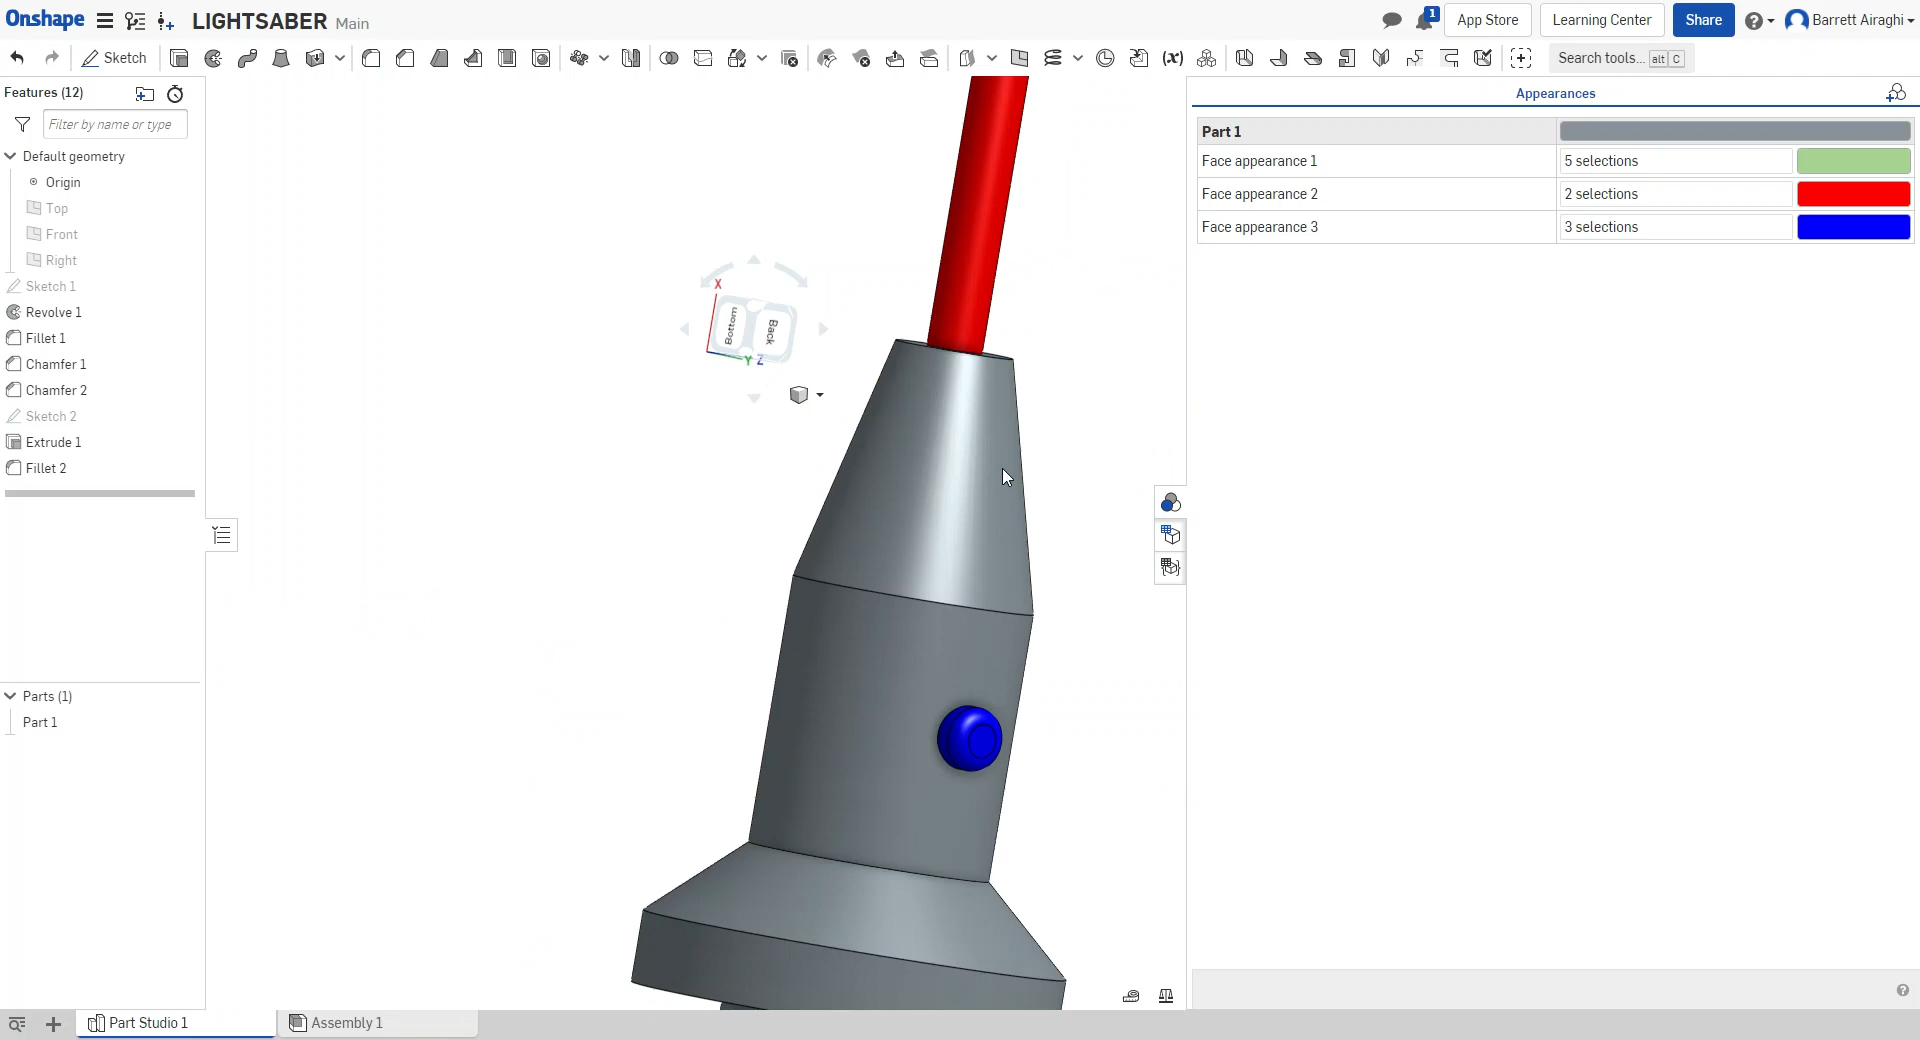 Onshape LIGHTSABER Main 1 App Store Learning Center Share Barrett Airaghi
Sketch Search tools... alt C
Features (12)
Filter by name or type
Default geometry
Origin
Top
Front
Right
Sketch 1
Revolve 1
Fillet 1
Chamfer 1
Chamfer 2
Sketch 2
Extrude 1
Fillet 2
Parts (1)
Part 1
X
Bottom
Back
Y
Z
Appearances
Part 1
Face appearance 1 5 selections
Face appearance 2 2 selections
Face appearance 3 3 selections
Part Studio 1 Assembly 1